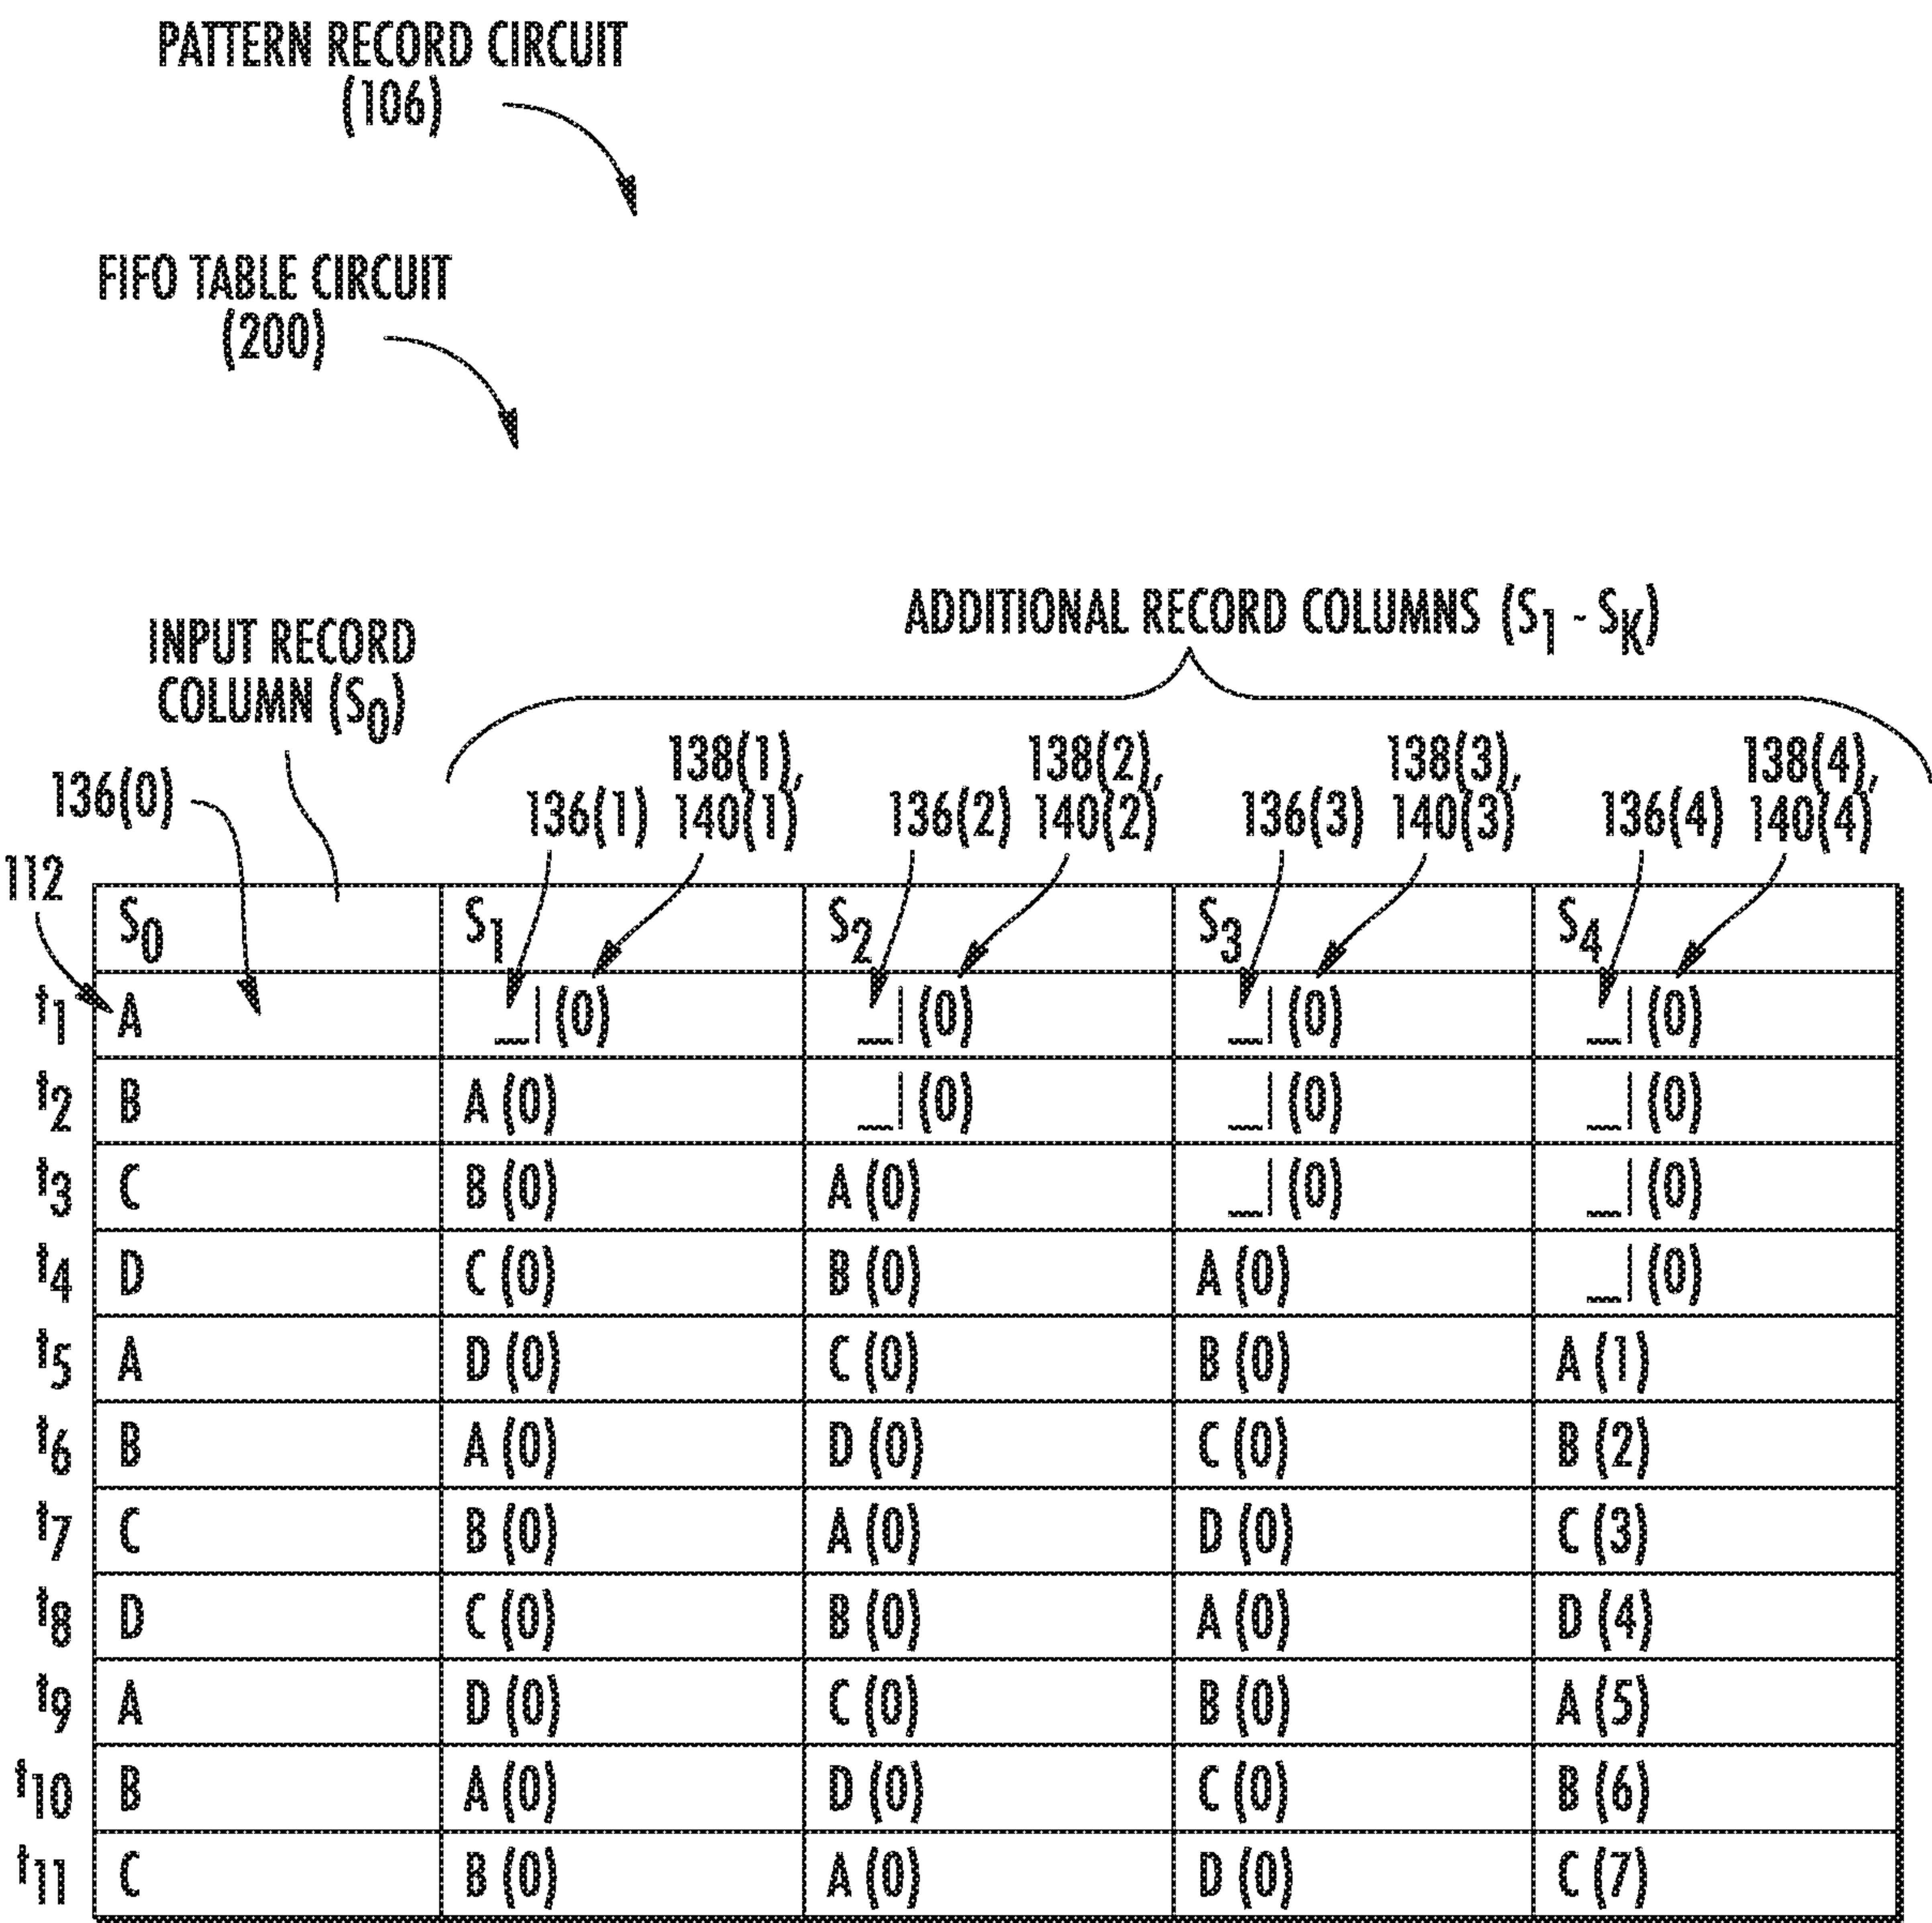 PATTERN RECORD CIRCUIT
(106)
FIFO TABLE CIRCUIT
(200)
ADDITIONAL RECORD COLUMNS (S1 - SK)
INPUT RECORD
COLUMN (S0)
136(0)
136(1)
138(1),
140(1)
136(2)
138(2),
140(2)
136(3)
138(3),
140(3)
136(4)
138(4),
140(4)
112
S0 S1 S2 S3 S4
t1 A _| (0) _| (0) _| (0) _| (0)
t2 B A (0) _| (0) _| (0) _| (0)
t3 C B (0) A (0) _| (0) _| (0)
t4 D C (0) B (0) A (0) _| (0)
t5 A D (0) C (0) B (0) A (1)
t6 B A (0) D (0) C (0) B (2)
t7 C B (0) A (0) D (0) C (3)
t8 D C (0) B (0) A (0) D (4)
t9 A D (0) C (0) B (0) A (5)
t10 B A (0) D (0) C (0) B (6)
t11 C B (0) A (0) D (0) C (7)